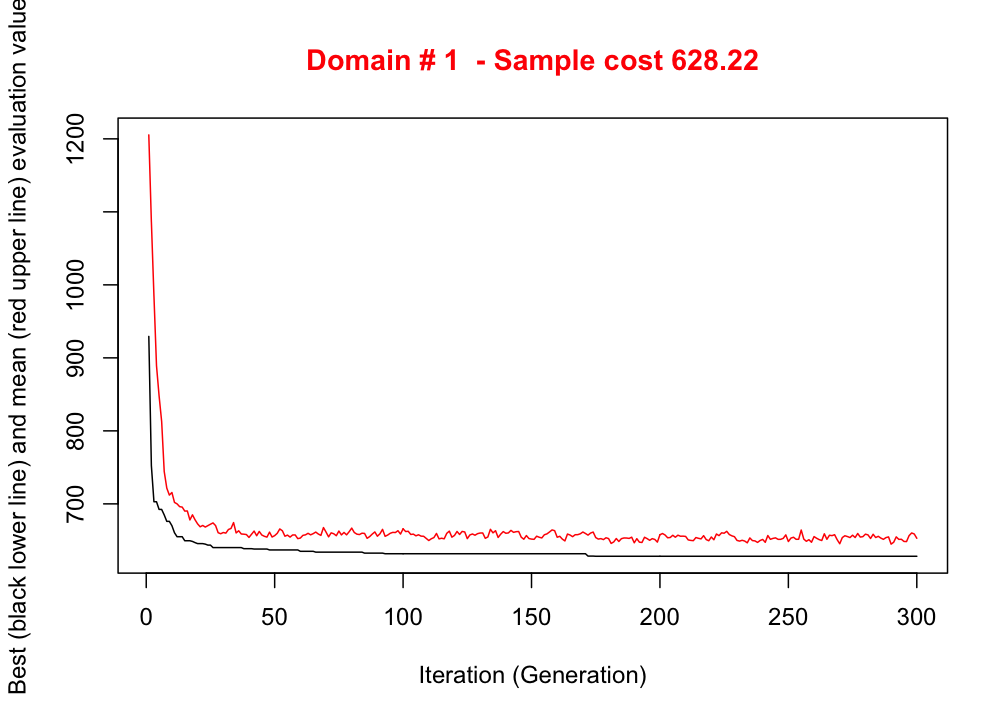 Domain # 1 - Sample cost 628.22
Best (black lower line) and mean (red upper line) evaluation value
1200
1000
900
800
700
0 50 100 150 200 250 300
Iteration (Generation)